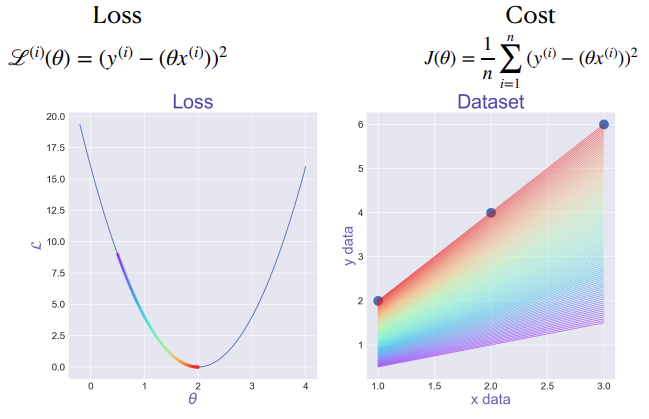 Loss
ℒ⁽ⁱ⁾(θ) = (y⁽ⁱ⁾ − (θx⁽ⁱ⁾))²
Cost
J(θ) = 1/n ∑ᵢ₌₁ⁿ (y⁽ⁱ⁾ − (θx⁽ⁱ⁾))²
Loss
20.0
17.5
15.0
12.5
10.0
7.5
5.0
2.5
0.0
ℒ
0 1 2 3 4
θ
Dataset
6
5
4
3
2
1
y data
1.0 1.5 2.0 2.5 3.0
x data